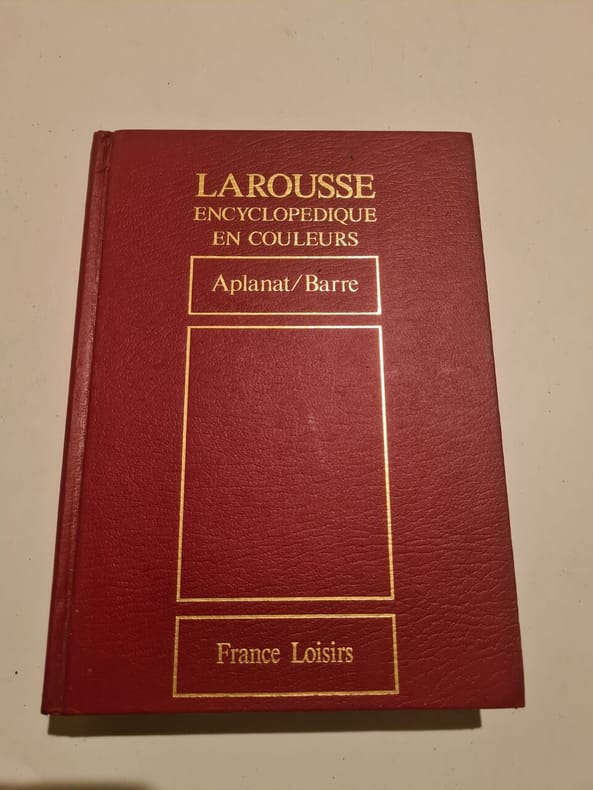 LAROUSSE
ENCYCLOPEDIQUE
EN COULEURS
Aplanat/Barre
France Loisirs